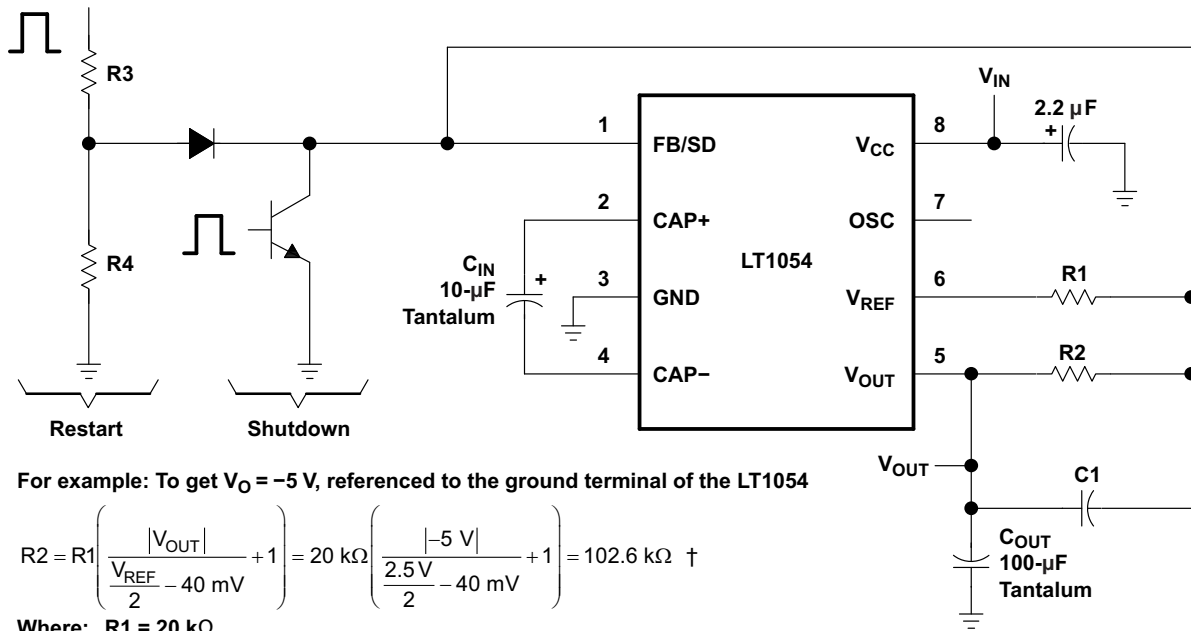 R3
R4
Restart
Shutdown
1
2
3
4
C_IN
10-µF
Tantalum
+
FB/SD
CAP+
GND
CAP−
LT1054
V_CC
OSC
V_REF
V_OUT
8
7
6
5
V_IN
2.2 µF
+
R1
R2
V_OUT
C1
C_OUT
100-µF
Tantalum
For example: To get V_O = −5 V, referenced to the ground terminal of the LT1054
R2 = R1 ( |V_OUT| / (V_REF/2 − 40 mV) + 1 ) = 20 kΩ ( |−5 V| / (2.5 V/2 − 40 mV) + 1 ) = 102.6 kΩ †
Where: R1 = 20 kΩ